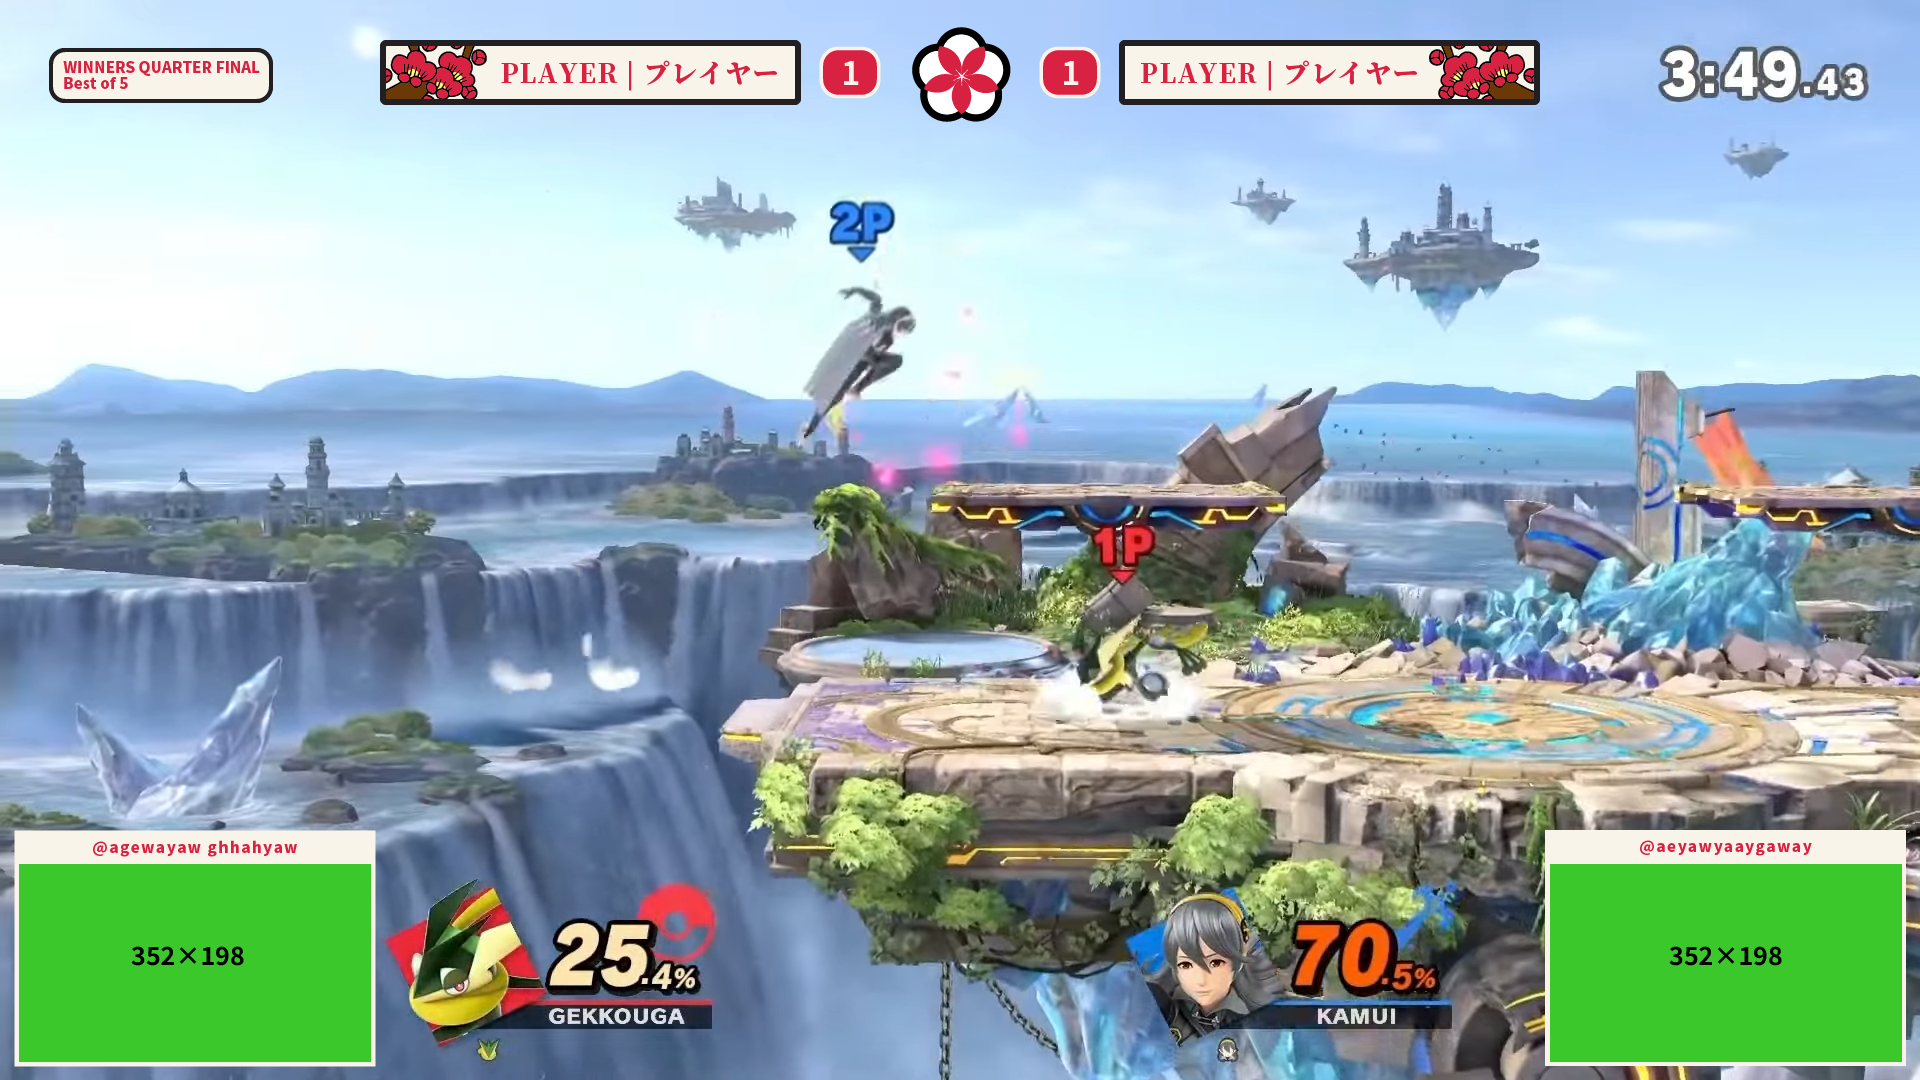 WINNERS QUARTER FINAL
Best of 5
PLAYER | プレイヤー
1
1
PLAYER | プレイヤー
3:49.43
2P
1P
@agewayaw ghhahyaw
352×198
25.4%
GEKKOUGA
70.5%
KAMUI
@aeyawyaaygaway
352×198